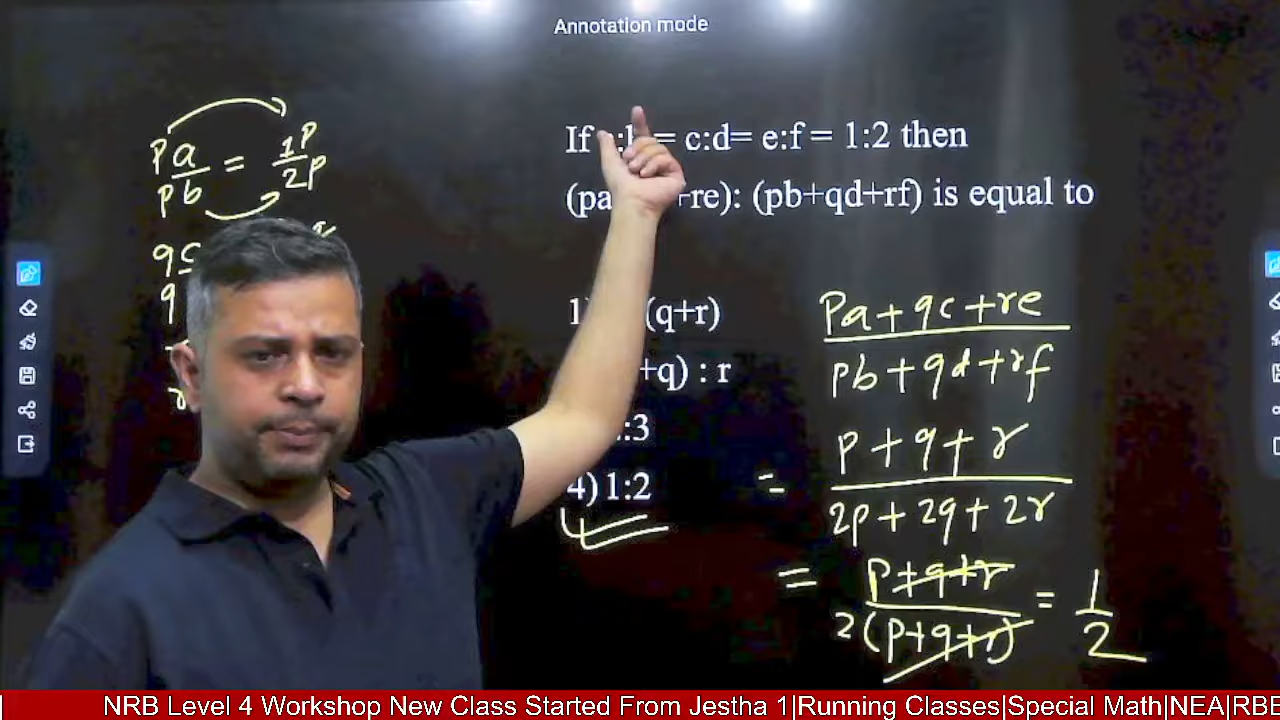 Annotation mode
If = c:d= e:f = 1:2 then
(pa +re): (pb+qd+rf) is equal to
(q+r)
+q) : r
:3
4) 1:2
pa/pb = 1p/2p
qc
q
r
Pa+qc+re
pb+qd+rf
= p+q+r
2p+2q+2r
= p+q+r
2(p+q+r) = 1/2
NRB Level 4 Workshop New Class Started From Jestha 1|Running Classes|Special Math|NEA|RBB